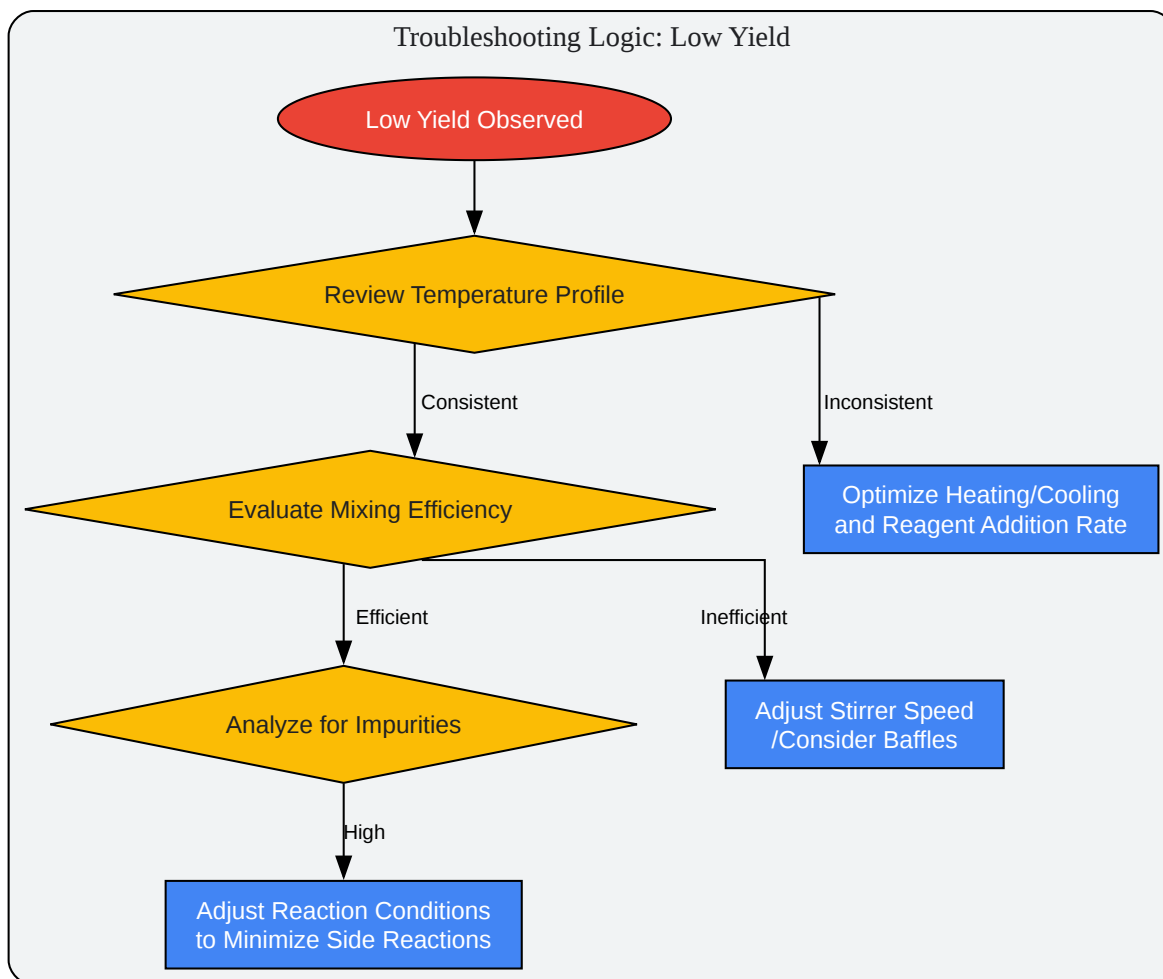 Troubleshooting Logic: Low Yield
Low Yield Observed
Review Temperature Profile
Consistent
Inconsistent
Optimize Heating/Cooling
and Reagent Addition Rate
Evaluate Mixing Efficiency
Efficient
Inefficient
Adjust Stirrer Speed
/Consider Baffles
Analyze for Impurities
High
Adjust Reaction Conditions
to Minimize Side Reactions